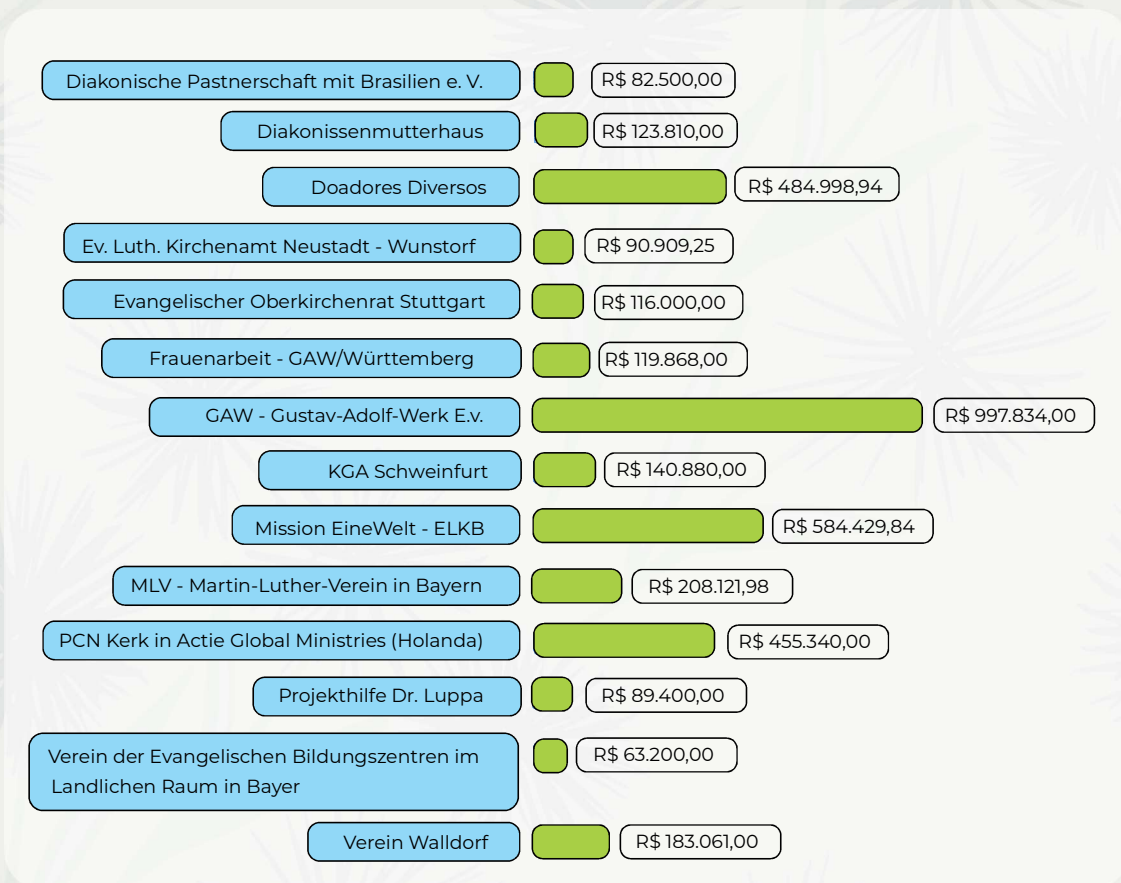 Diakonische Pastnerschaft mit Brasilien e. V. R$ 82.500,00
Diakonissenmutterhaus R$ 123.810,00
Doadores Diversos R$ 484.998,94
Ev. Luth. Kirchenamt Neustadt - Wunstorf R$ 90.909,25
Evangelischer Oberkirchenrat Stuttgart R$ 116.000,00
Frauenarbeit - GAW/Württemberg R$ 119.868,00
GAW - Gustav-Adolf-Werk E.v. R$ 997.834,00
KGA Schweinfurt R$ 140.880,00
Mission EineWelt - ELKB R$ 584.429,84
MLV - Martin-Luther-Verein in Bayern R$ 208.121,98
PCN Kerk in Actie Global Ministries (Holanda) R$ 455.340,00
Projekthilfe Dr. Luppa R$ 89.400,00
Verein der Evangelischen Bildungszentren im R$ 63.200,00
Landlichen Raum in Bayer
Verein Walldorf R$ 183.061,00